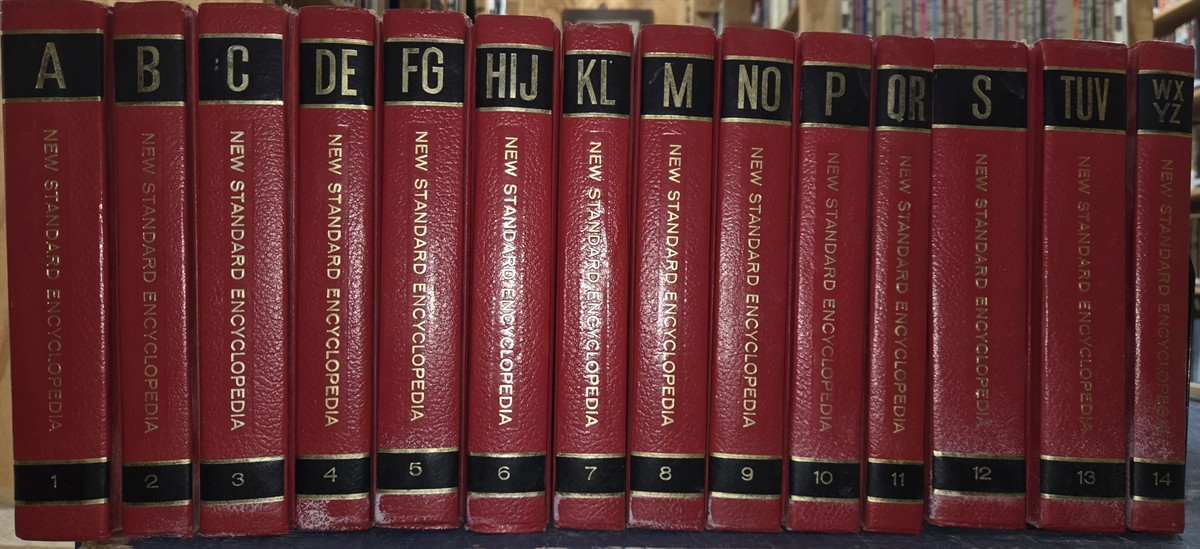 A
NEW STANDARD ENCYCLOPEDIA
1
B
NEW STANDARD ENCYCLOPEDIA
2
C
NEW STANDARD ENCYCLOPEDIA
3
DE
NEW STANDARD ENCYCLOPEDIA
4
FG
NEW STANDARD ENCYCLOPEDIA
5
HIJ
NEW STANDARD ENCYCLOPEDIA
6
KL
NEW STANDARD ENCYCLOPEDIA
7
M
NEW STANDARD ENCYCLOPEDIA
8
NO
NEW STANDARD ENCYCLOPEDIA
9
P
NEW STANDARD ENCYCLOPEDIA
10
QR
NEW STANDARD ENCYCLOPEDIA
11
S
NEW STANDARD ENCYCLOPEDIA
12
TUV
NEW STANDARD ENCYCLOPEDIA
13
WX
YZ
NEW STANDARD ENCYCLOPEDIA
14